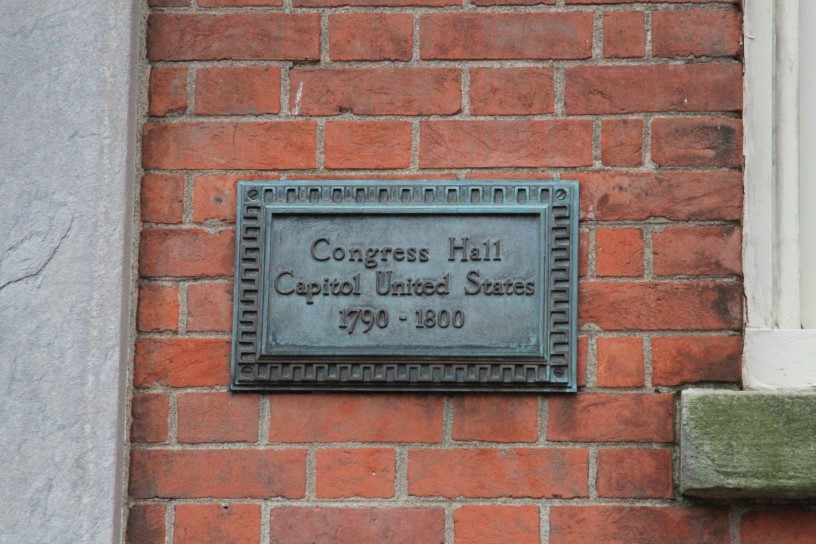 Congress Hall
Capitol United States
1790 - 1800